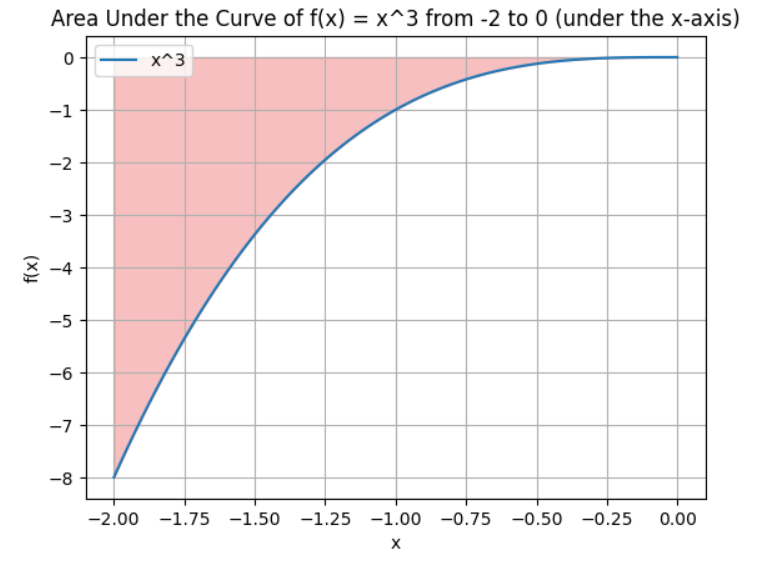 Area Under the Curve of f(x) = x^3 from -2 to 0 (under the x-axis)
x^3
0
−1
−2
−3
−4
−5
−6
−7
−8
f(x)
−2.00 −1.75 −1.50 −1.25 −1.00 −0.75 −0.50 −0.25 0.00
x